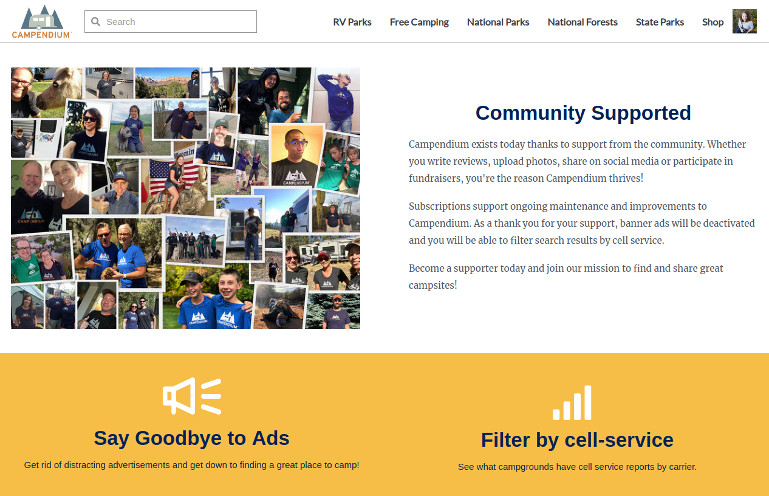 CAMPENDIUM
Search
RV Parks
Free Camping
National Parks
National Forests
State Parks
Shop
CAMPENDIUM
CAMPENDIUM
Community Supported
Campendium exists today thanks to support from the community. Whether
you write reviews, upload photos, share on social media or participate in
fundraisers, you're the reason Campendium thrives!
Subscriptions support ongoing maintenance and improvements to
Campendium. As a thank you for your support, banner ads will be deactivated
and you will be able to filter search results by cell service.
Become a supporter today and join our mission to find and share great
campsites!
Say Goodbye to Ads
Get rid of distracting advertisements and get down to finding a great place to camp!
Filter by cell-service
See what campgrounds have cell service reports by carrier.